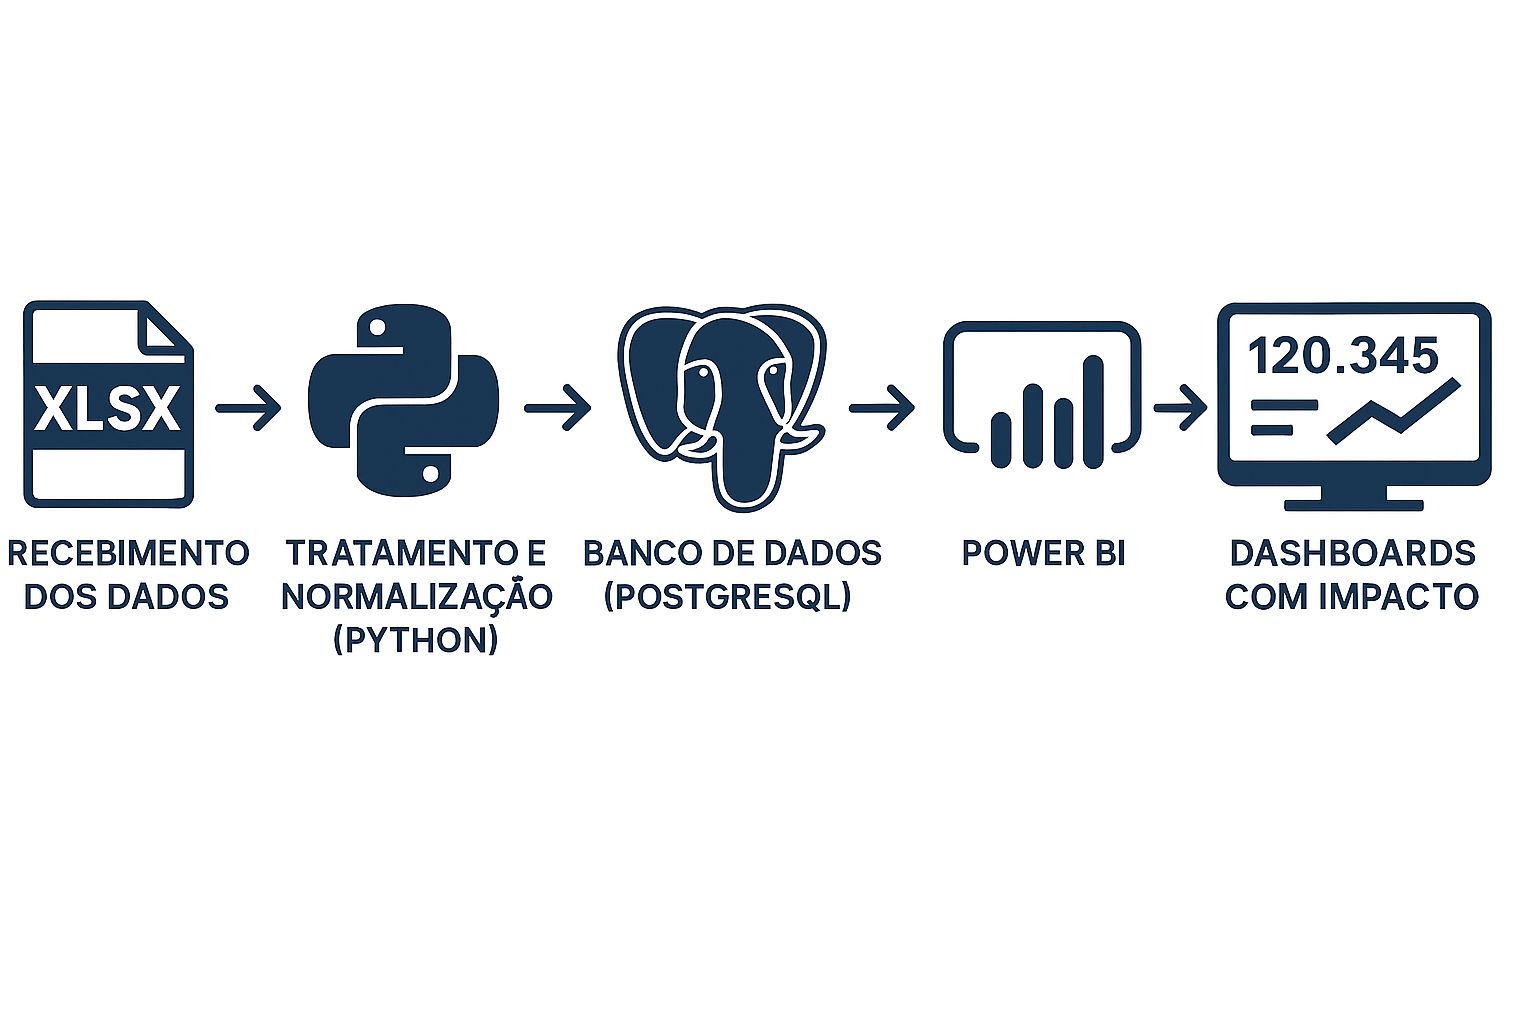 XLSX
120.345
RECEBIMENTO
DOS DADOS
TRATAMENTO E
NORMALIZAÇÃO
(PYTHON)
BANCO DE DADOS
(POSTGRESQL)
POWER BI
DASHBOARDS
COM IMPACTO